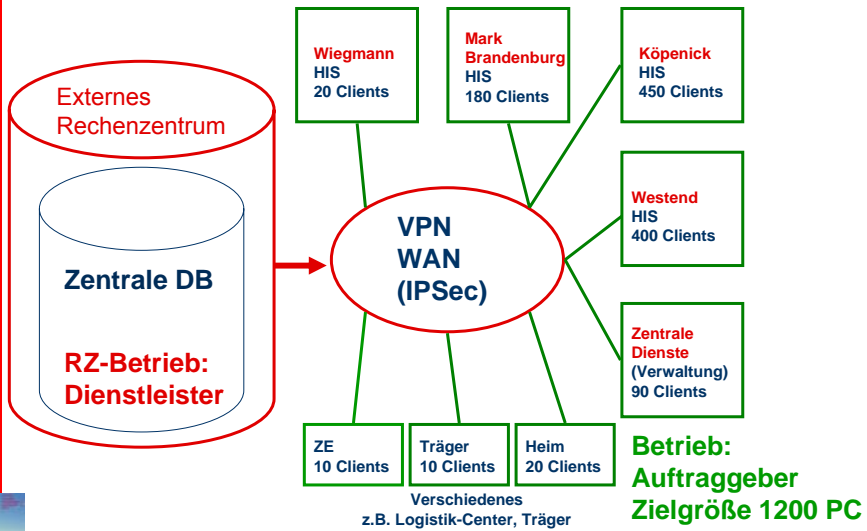 Externes
Rechenzentrum
Zentrale DB
RZ-Betrieb:
Dienstleister
Wiegmann
HIS
20 Clients
Mark
Brandenburg
HIS
180 Clients
Köpenick
HIS
450 Clients
VPN
WAN
(IPSec)
Westend
HIS
400 Clients
Zentrale
Dienste
(Verwaltung)
90 Clients
ZE
10 Clients
Träger
10 Clients
Heim
20 Clients
Verschiedenes
z.B. Logistik-Center, Träger
Betrieb:
Auftraggeber
Zielgröße 1200 PC